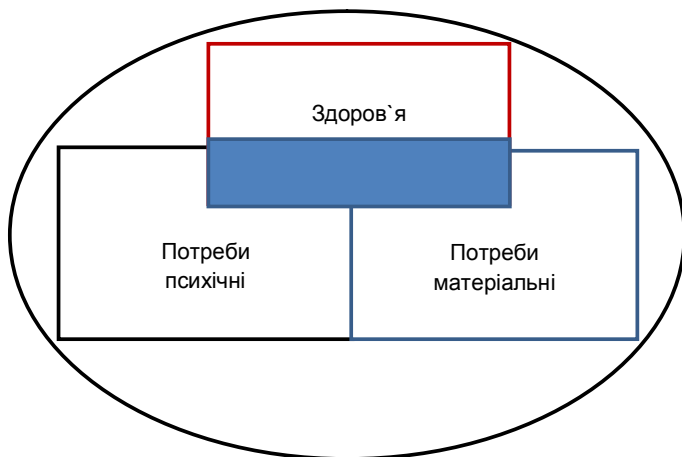 Здоров`я
Потреби
психічні
Потреби
матеріальні